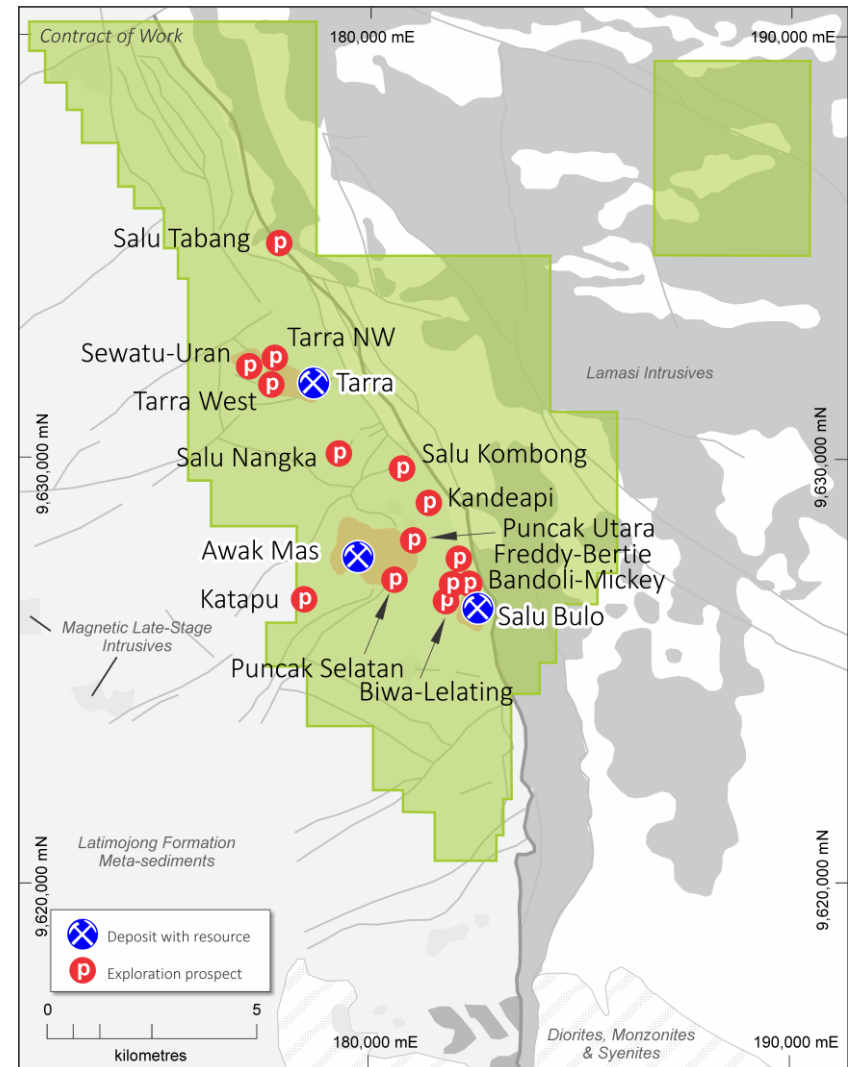 Contract of Work
180,000 mE
190,000 mE
Salu Tabang
Tarra NW
Sewatu-Uran
Tarra
Tarra West
Lamasi Intrusives
Salu Nangka
Salu Kombong
9,630,000 mN
9,630,000 mN
Kandeapi
Puncak Utara
Awak Mas
Freddy-Bertie
Bandoli-Mickey
Katapu
Salu Bulo
Magnetic Late-Stage
Intrusives
Puncak Selatan
Biwa-Lelating
Latimojong Formation
Meta-sediments
9,620,000 mN
9,620,000 mN
Deposit with resource
p Exploration prospect
0 5
kilometres
Diorites, Monzonites
& Syenites
180,000 mE
190,000 mE
p
p
p
p
p
p
p
p
p
p
p
p
p
p